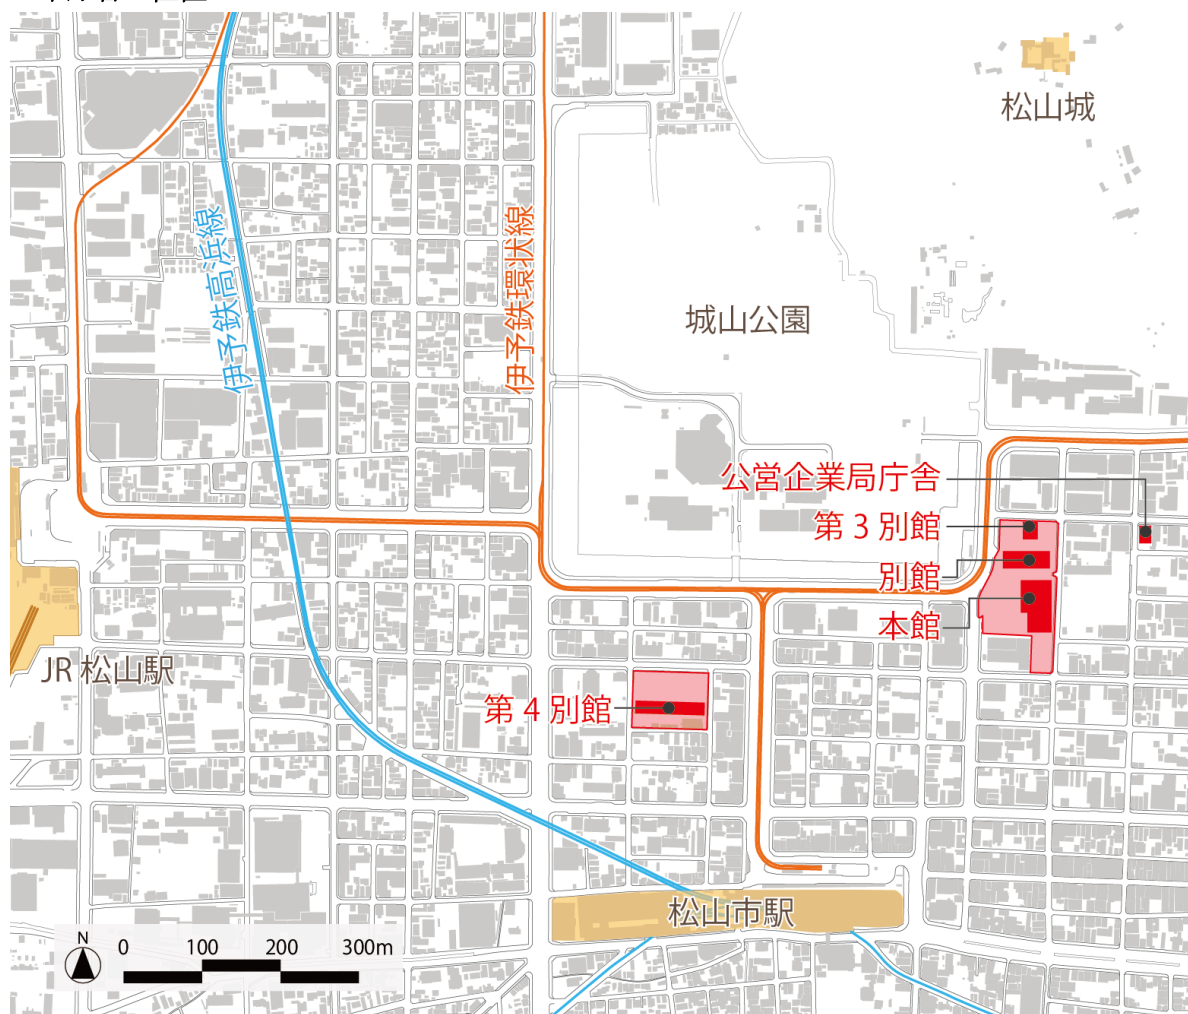 松山城
伊予鉄高浜線
伊予鉄環状線
城山公園
公営企業局庁舎
第3別館
別館
本館
JR 松山駅
第4別館
松山市駅
N
0 100 200 300m